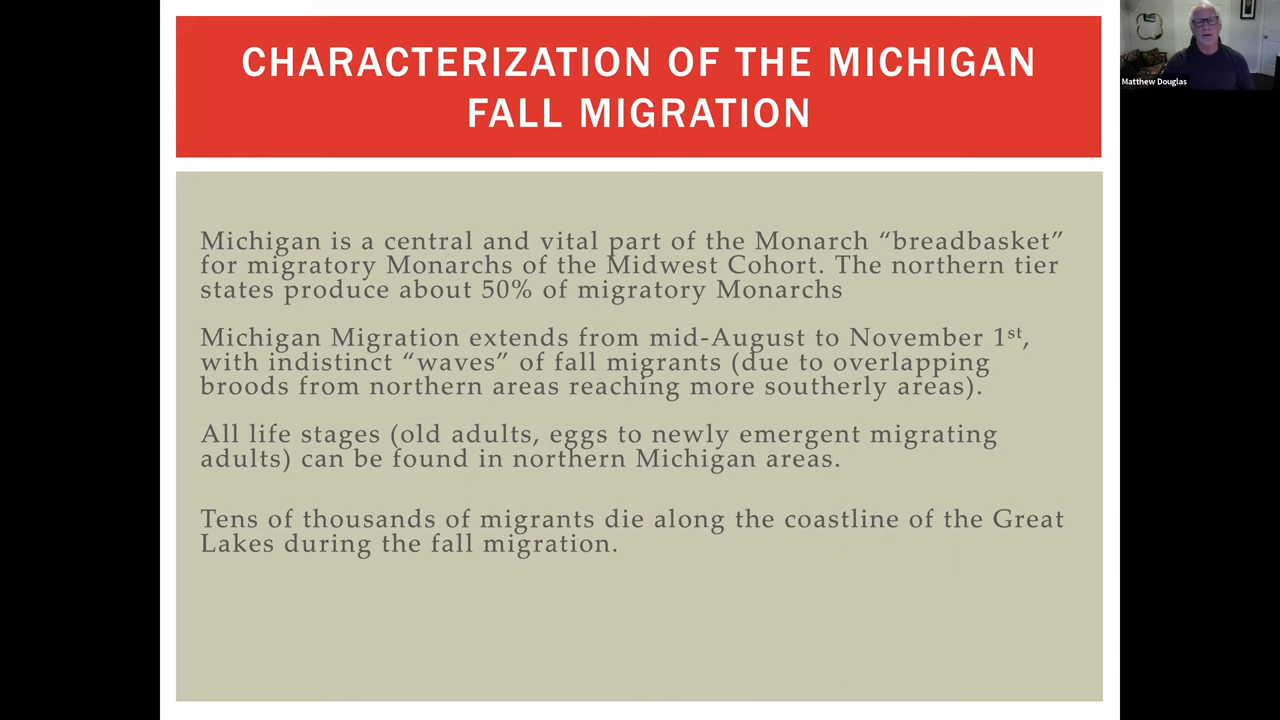 CHARACTERIZATION OF THE MICHIGAN
FALL MIGRATION
Matthew Douglas
Michigan is a central and vital part of the Monarch “breadbasket”
for migratory Monarchs of the Midwest Cohort. The northern tier
states produce about 50% of migratory Monarchs
Michigan Migration extends from mid-August to November 1st,
with indistinct “waves” of fall migrants (due to overlapping
broods from northern areas reaching more southerly areas).
All life stages (old adults, eggs to newly emergent migrating
adults) can be found in northern Michigan areas.
Tens of thousands of migrants die along the coastline of the Great
Lakes during the fall migration.